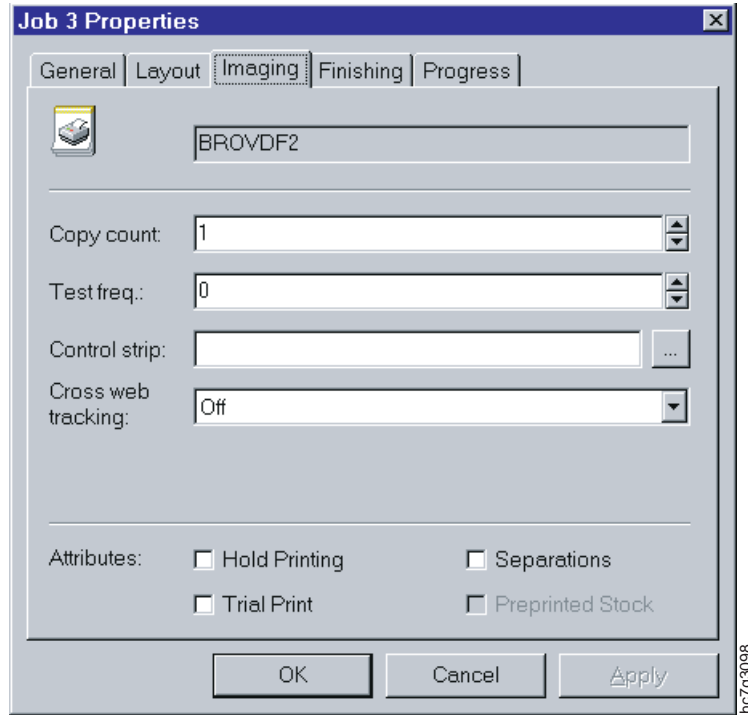 Job 3 Properties
General Layout Imaging Finishing Progress
BROVDF2
Copy count: 1
Test freq.: 0
Control strip: ...
Cross web
tracking: Off
Attributes: Hold Printing Separations
Trial Print Preprinted Stock
OK Cancel Apply
hc7q3098